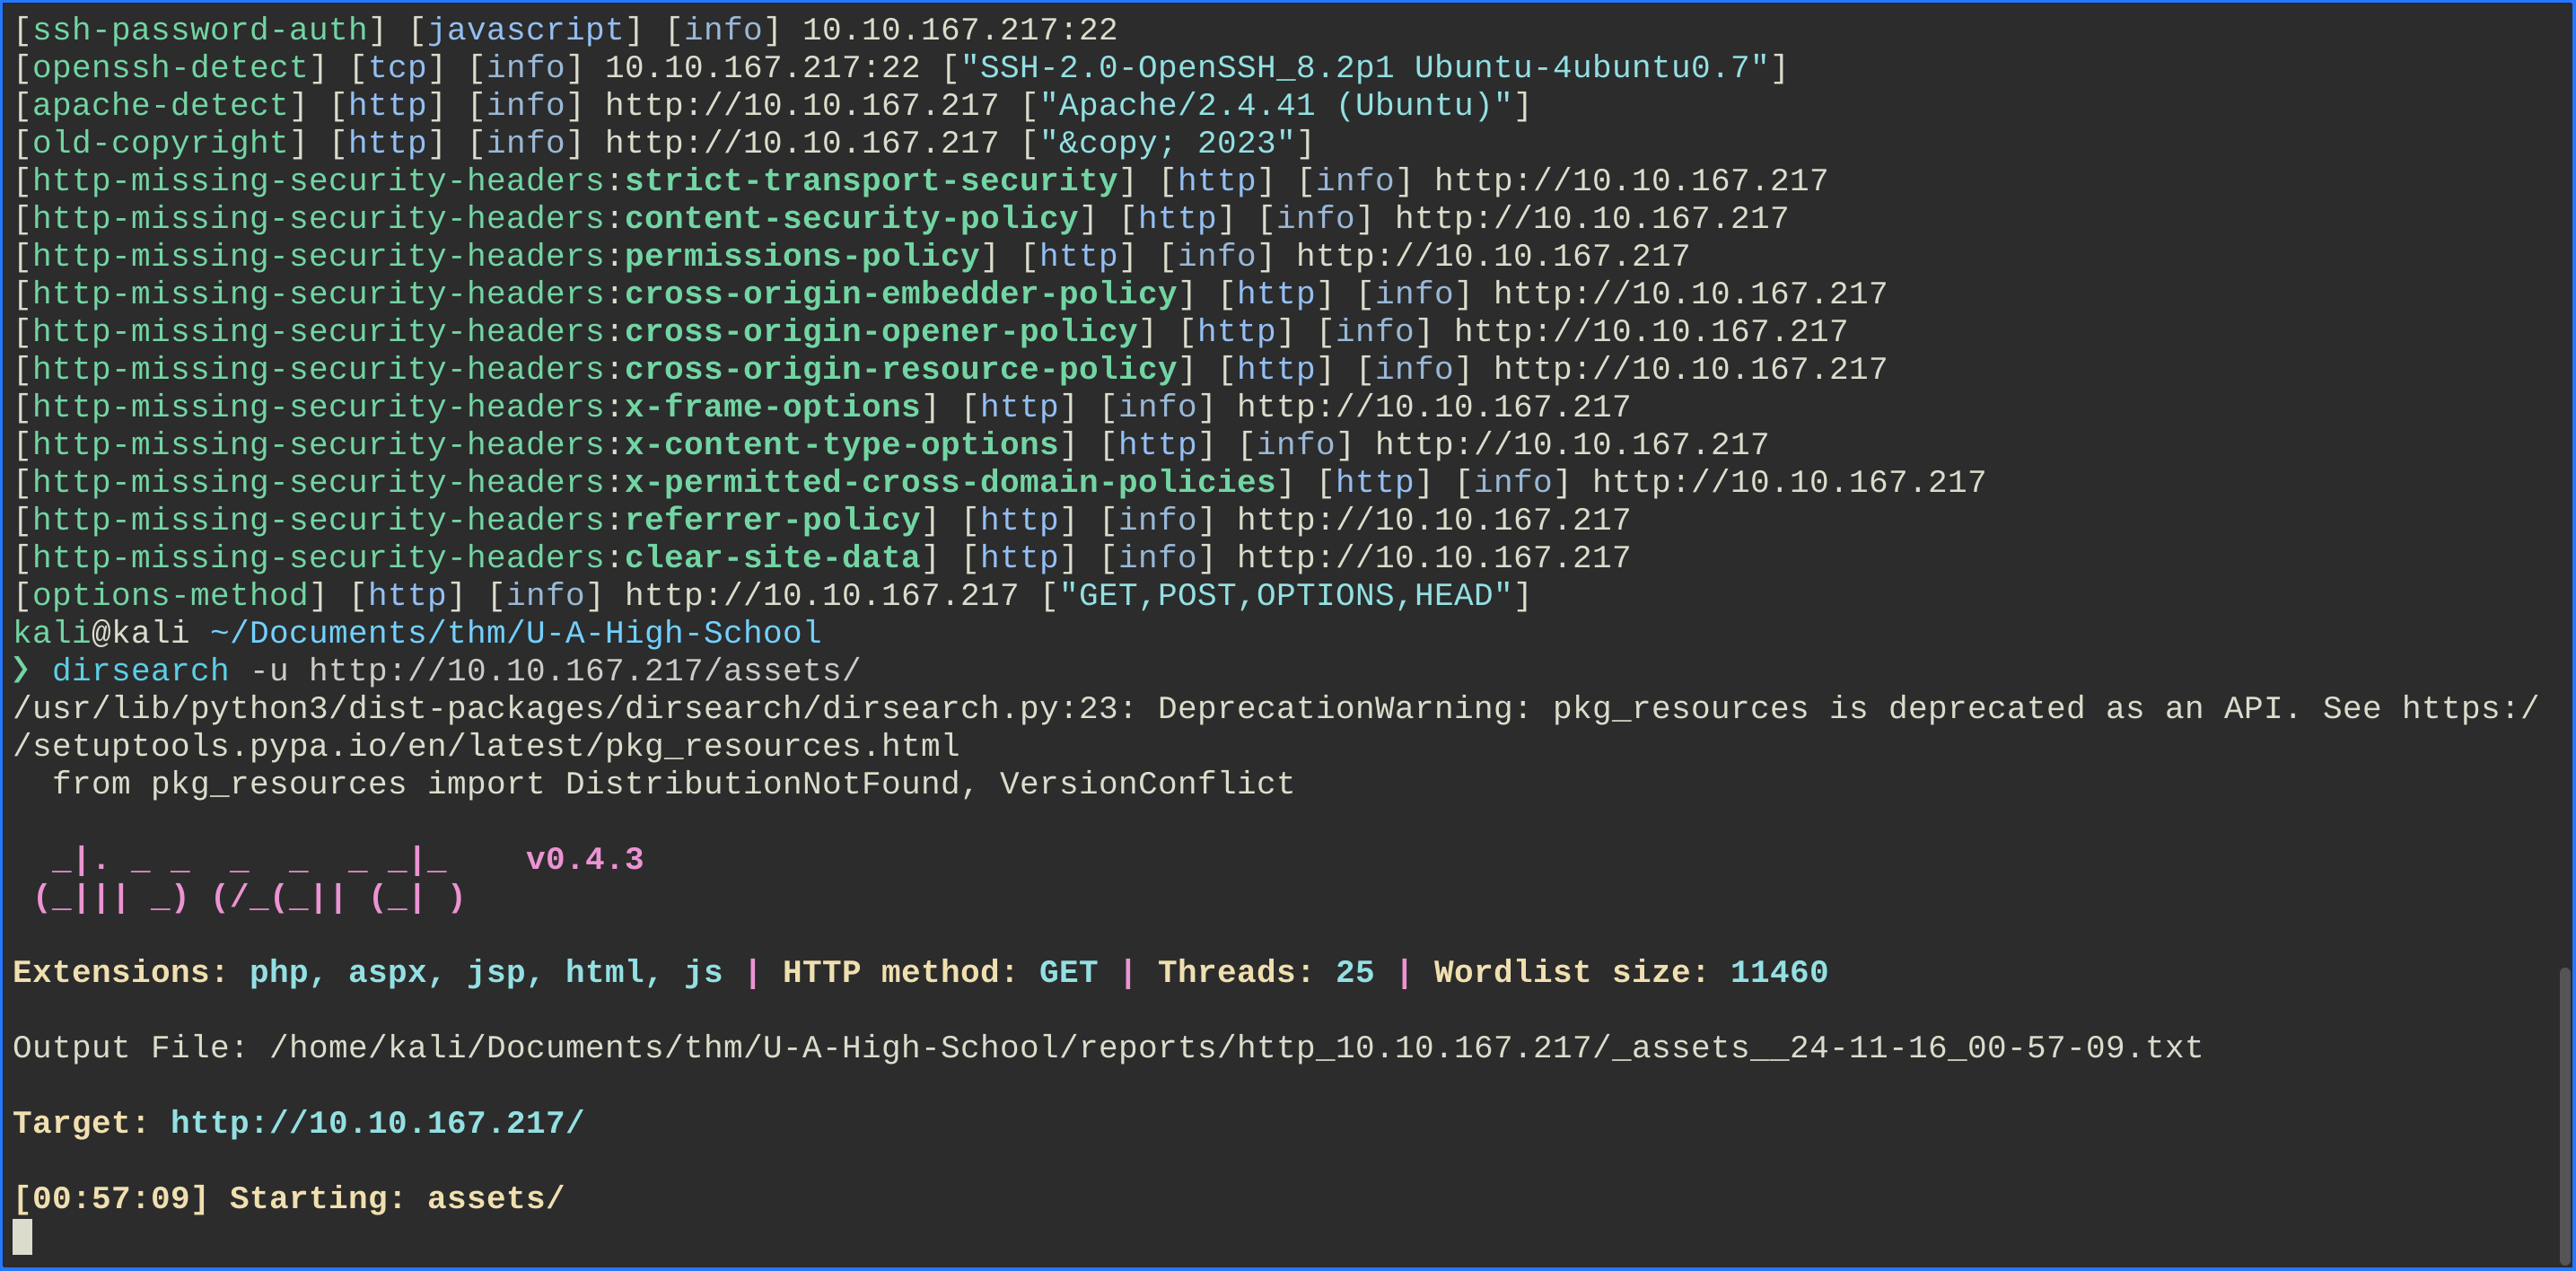 [ssh-password-auth] [javascript] [info] 10.10.167.217:22
[openssh-detect] [tcp] [info] 10.10.167.217:22 ["SSH-2.0-OpenSSH_8.2p1 Ubuntu-4ubuntu0.7"]
[apache-detect] [http] [info] http://10.10.167.217 ["Apache/2.4.41 (Ubuntu)"]
[old-copyright] [http] [info] http://10.10.167.217 ["&copy; 2023"]
[http-missing-security-headers:strict-transport-security] [http] [info] http://10.10.167.217
[http-missing-security-headers:content-security-policy] [http] [info] http://10.10.167.217
[http-missing-security-headers:permissions-policy] [http] [info] http://10.10.167.217
[http-missing-security-headers:cross-origin-embedder-policy] [http] [info] http://10.10.167.217
[http-missing-security-headers:cross-origin-opener-policy] [http] [info] http://10.10.167.217
[http-missing-security-headers:cross-origin-resource-policy] [http] [info] http://10.10.167.217
[http-missing-security-headers:x-frame-options] [http] [info] http://10.10.167.217
[http-missing-security-headers:x-content-type-options] [http] [info] http://10.10.167.217
[http-missing-security-headers:x-permitted-cross-domain-policies] [http] [info] http://10.10.167.217
[http-missing-security-headers:referrer-policy] [http] [info] http://10.10.167.217
[http-missing-security-headers:clear-site-data] [http] [info] http://10.10.167.217
[options-method] [http] [info] http://10.10.167.217 ["GET,POST,OPTIONS,HEAD"]
kali@kali ~/Documents/thm/U-A-High-School
❯ dirsearch -u http://10.10.167.217/assets/
/usr/lib/python3/dist-packages/dirsearch/dirsearch.py:23: DeprecationWarning: pkg_resources is deprecated as an API. See https:/
/setuptools.pypa.io/en/latest/pkg_resources.html
  from pkg_resources import DistributionNotFound, VersionConflict
  _|. _ _  _  _  _ _|_    v0.4.3
 (_||| _) (/_(_|| (_| )
Extensions: php, aspx, jsp, html, js | HTTP method: GET | Threads: 25 | Wordlist size: 11460
Output File: /home/kali/Documents/thm/U-A-High-School/reports/http_10.10.167.217/_assets__24-11-16_00-57-09.txt
Target: http://10.10.167.217/
[00:57:09] Starting: assets/